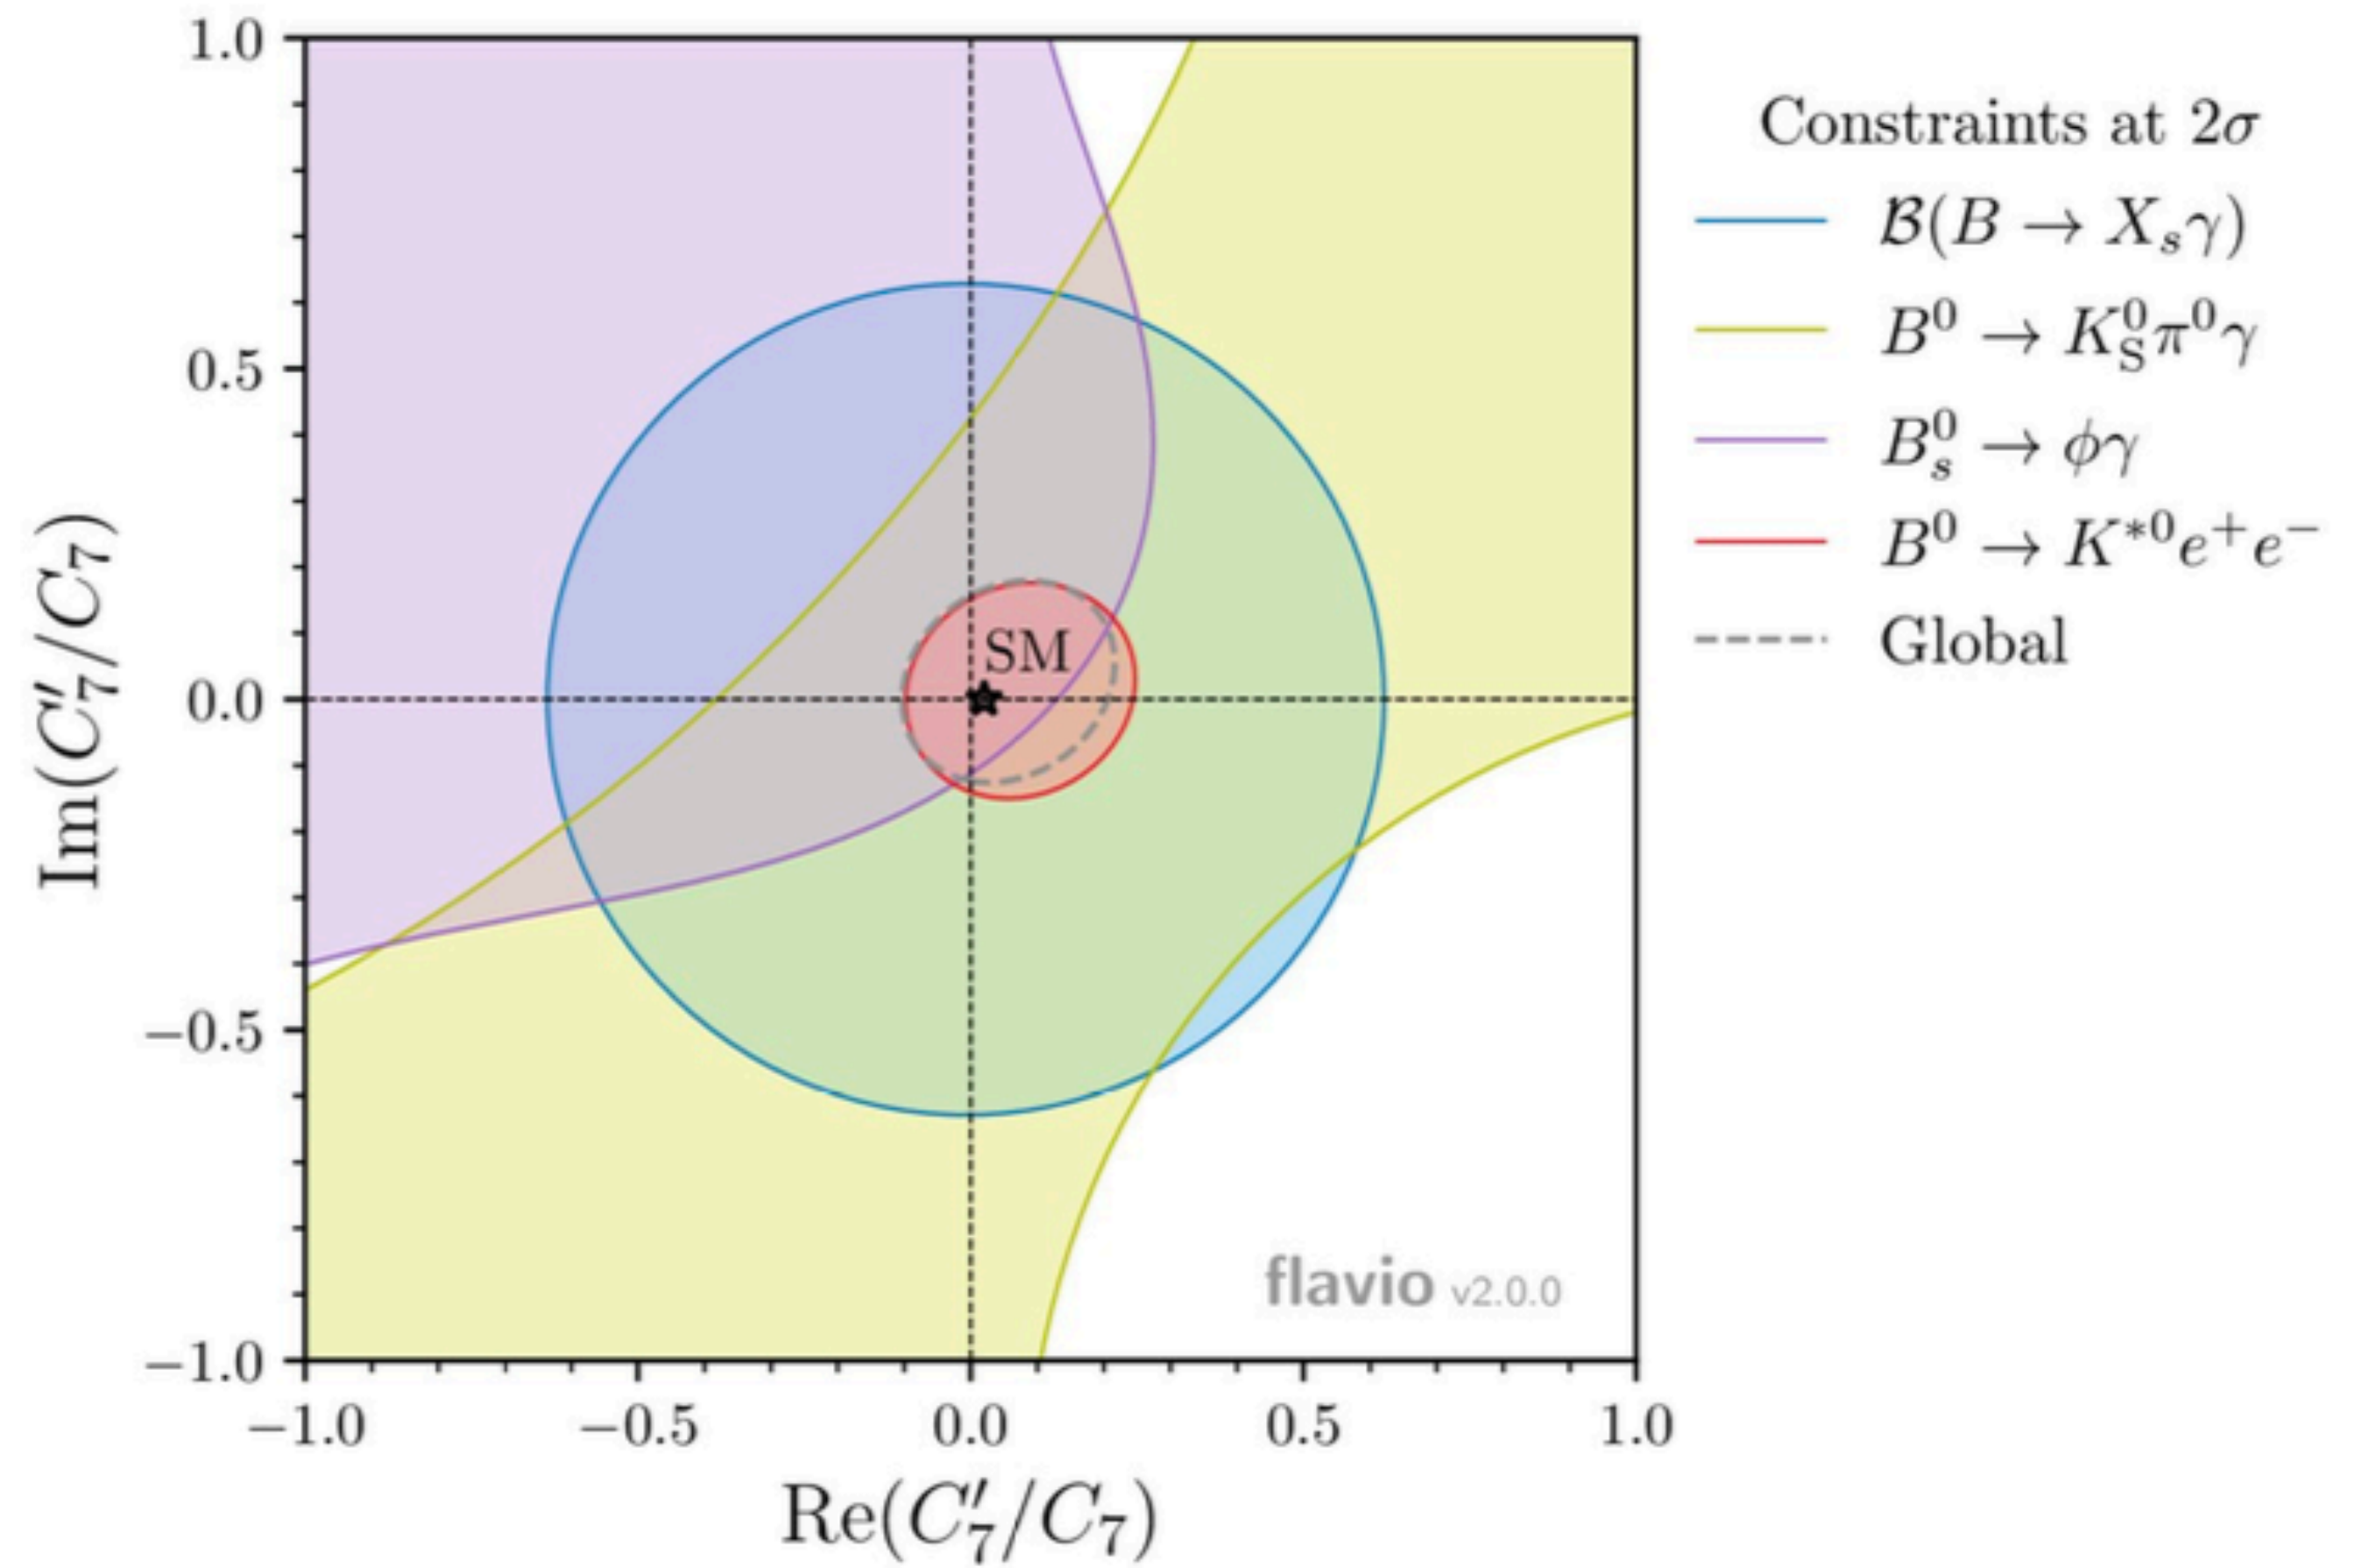 1.0
0.5
0.0
−0.5
−1.0
Im(C′₇/C₇)
SM
flavio v2.0.0
−1.0 −0.5 0.0 0.5 1.0
Re(C′₇/C₇)
Constraints at 2σ
ℬ(B → Xₛγ)
B⁰ → K⁰_S π⁰γ
B⁰ₛ → ϕγ
B⁰ → K*⁰e⁺e⁻
Global